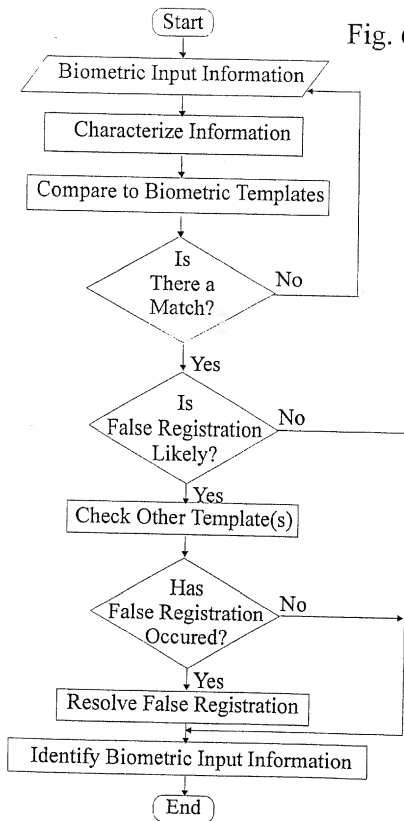 Start
Fig. 6
Biometric Input Information
Characterize Information
Compare to Biometric Templates
Is
There a
Match?
No
Yes
Is
False Registration
Likely?
No
Yes
Check Other Template(s)
Has
False Registration
Occured?
No
Yes
Resolve False Registration
Identify Biometric Input Information
End